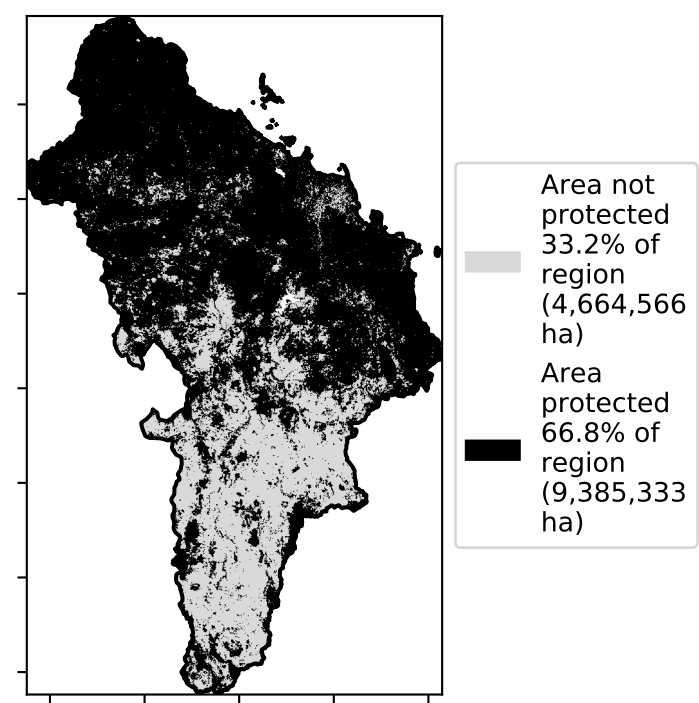 Area not
protected
33.2% of
region
(4,664,566
ha)
Area
protected
66.8% of
region
(9,385,333
ha)